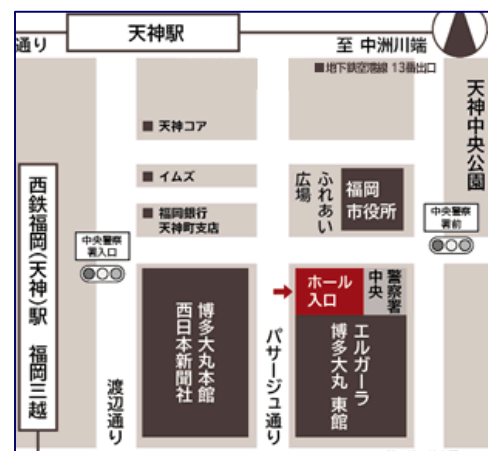 天神駅
通り
至 中洲川端
■地下鉄空港線 13番出口
天神中央公園
■ 天神コア
■ イムズ
■ 福岡銀行
天神町支店
ふれあい
広場
福岡
市役所
中央警察
署前
西鉄福岡(天神)駅 福岡三越
中央警察
署入口
博多大丸本館
西日本新聞社
渡辺通り
パサージュ通り
ホール
入口
警察署
中央
エルガーラ
博多大丸 東館